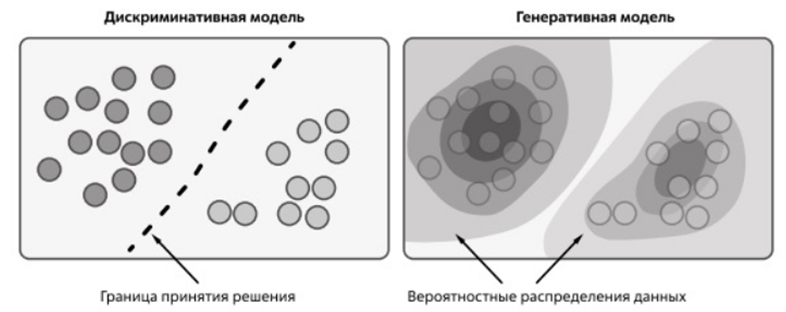 Дискриминативная модель
Генеративная модель
Граница принятия решения
Вероятностные распределения данных